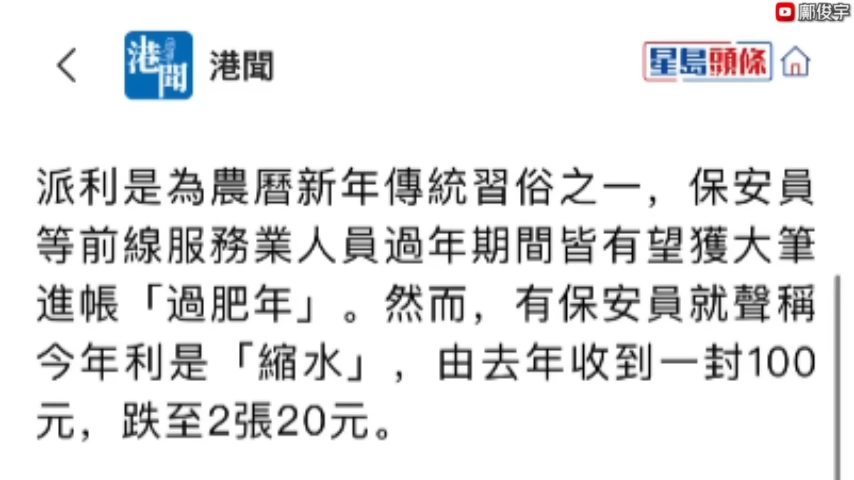 鄺俊宇
港聞
港聞
星島頭條
派利是為農曆新年傳統習俗之一，保安員
等前線服務業人員過年期間皆有望獲大筆
進帳「過肥年」。然而，有保安員就聲稱
今年利是「縮水」，由去年收到一封100
元，跌至2張20元。